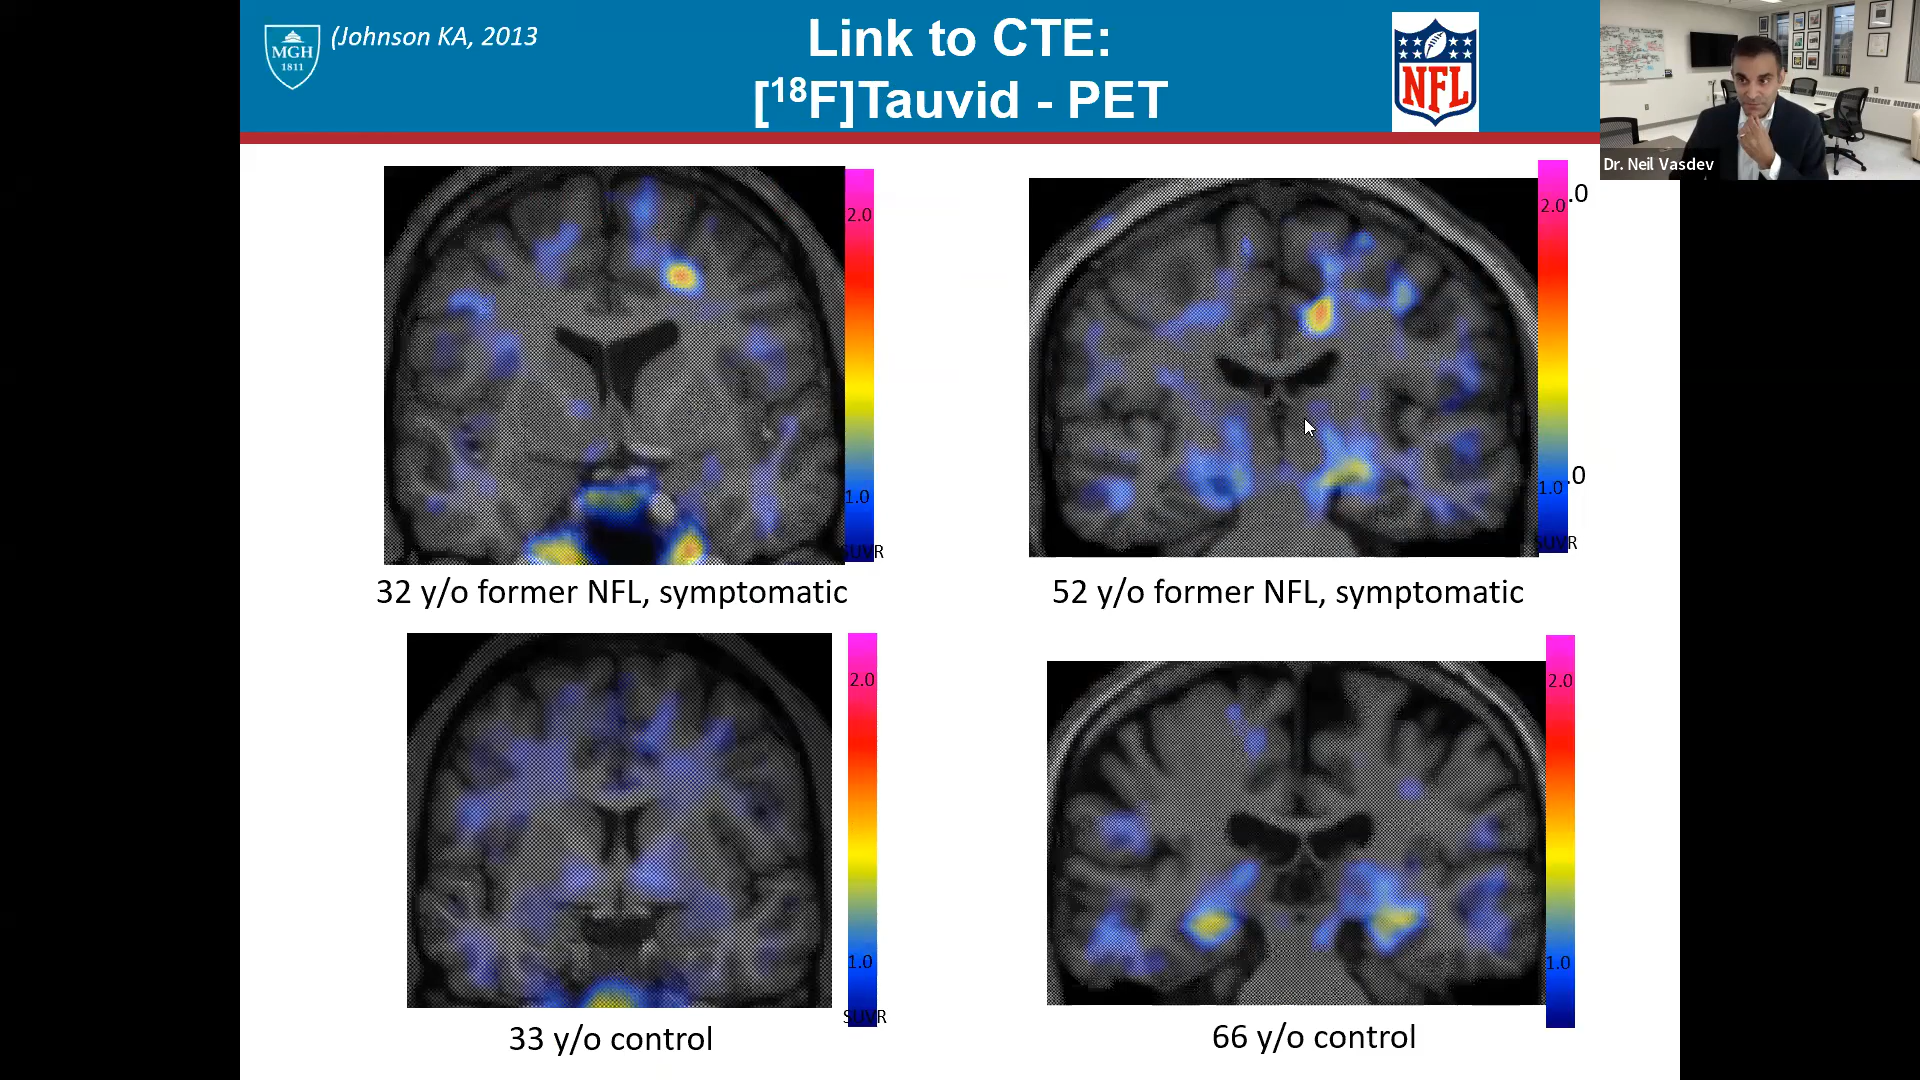 MGH
1811
(Johnson KA, 2013
Link to CTE:
[¹⁸F]Tauvid - PET
NFL
Dr. Neil Vasdev
2.0
1.0
SUVR
32 y/o former NFL, symptomatic
2.0
.0
1.0
.0
SUVR
52 y/o former NFL, symptomatic
2.0
1.0
SUVR
33 y/o control
2.0
1.0
66 y/o control